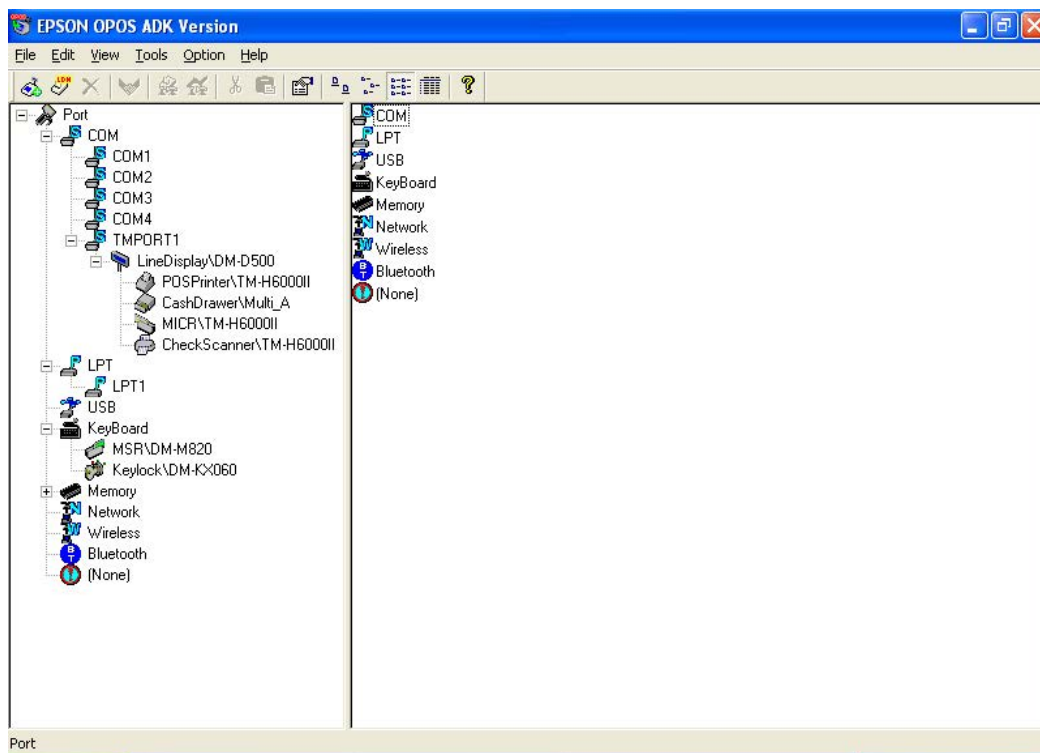 EPSON OPOS ADK Version
File Edit View Tools Option Help
Port
COM
COM1
COM2
COM3
COM4
TMPORT1
LineDisplay\DM-D500
POSPrinter\TM-H6000II
CashDrawer\Multi_A
MICR\TM-H6000II
CheckScanner\TM-H6000II
LPT
LPT1
USB
KeyBoard
MSR\DM-M820
Keylock\DM-KX060
Memory
Network
Wireless
Bluetooth
(None)
COM
LPT
USB
KeyBoard
Memory
Network
Wireless
Bluetooth
(None)
Port